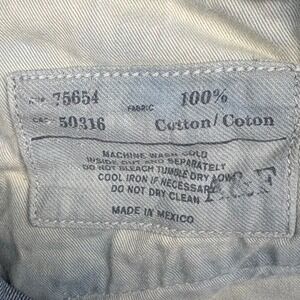 75654 FABRIC 100%
50316 Cotton/Coton
MACHINE WASH COLD
INSIDE OUT AND SEPARATELY
DO NOT BLEACH TUMBLE DRY LOW
COOL IRON IF NECESSARY
DO NOT DRY CLEAN A&F
MADE IN MEXICO